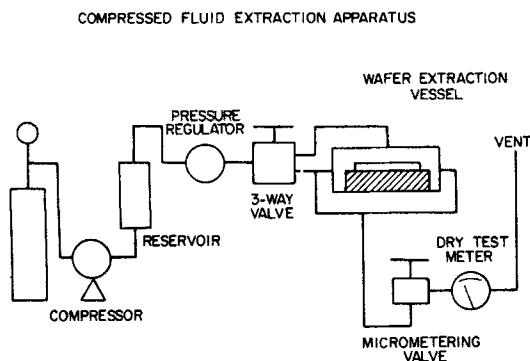 COMPRESSED FLUID EXTRACTION APPARATUS
WAFER EXTRACTION
VESSEL
PRESSURE
REGULATOR
VENT
3-WAY
VALVE
RESERVOIR
DRY TEST
METER
COMPRESSOR
MICROMETERING
VALVE